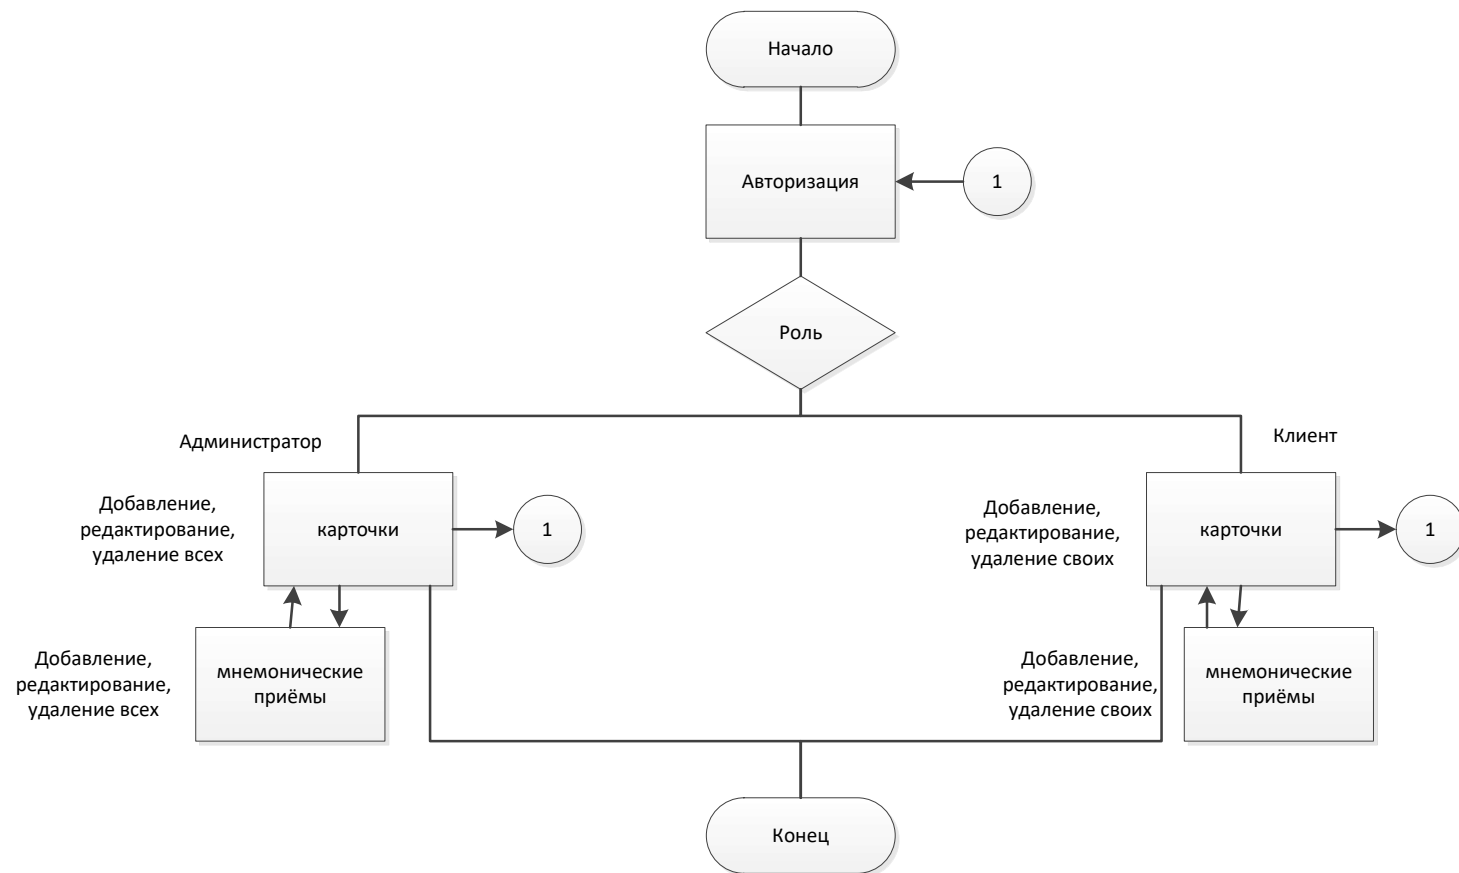 Начало
Авторизация
1
Роль
Администратор
Клиент
Добавление,
редактирование,
удаление всех
карточки
1
Добавление,
редактирование,
удаление своих
карточки
1
Добавление,
редактирование,
удаление всех
мнемонические
приёмы
Добавление,
редактирование,
удаление своих
мнемонические
приёмы
Конец